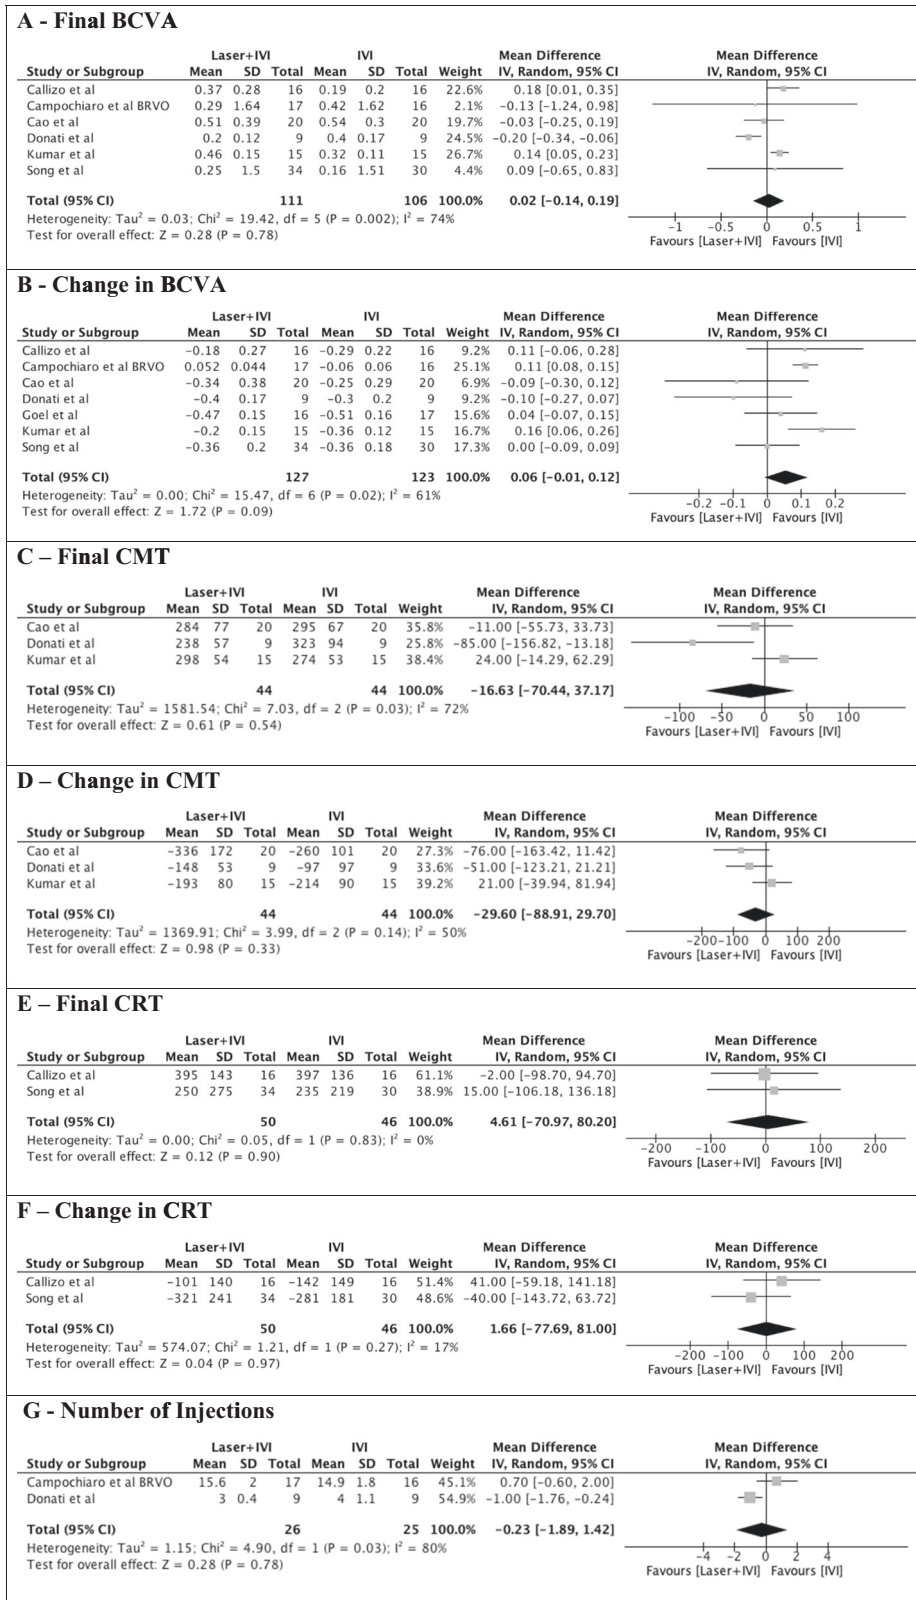 A - Final BCVA
Laser+IVI IVI Mean Difference Mean Difference
Study or Subgroup Mean SD Total Mean SD Total Weight IV, Random, 95% CI IV, Random, 95% CI
Callizo et al 0.37 0.28 16 0.19 0.2 16 22.6% 0.18 [0.01, 0.35]
Campochiaro et al BRVO 0.29 1.64 17 0.42 1.62 16 2.1% -0.13 [-1.24, 0.98]
Cao et al 0.51 0.39 20 0.54 0.3 20 19.7% -0.03 [-0.25, 0.19]
Donati et al 0.2 0.12 9 0.4 0.17 9 24.5% -0.20 [-0.34, -0.06]
Kumar et al 0.46 0.15 15 0.32 0.11 15 26.7% 0.14 [0.05, 0.23]
Song et al 0.25 1.5 34 0.16 1.51 30 4.4% 0.09 [-0.65, 0.83]
Total (95% CI) 111 106 100.0% 0.02 [-0.14, 0.19]
Heterogeneity: Tau² = 0.03; Chi² = 19.42, df = 5 (P = 0.002); I² = 74%
Test for overall effect: Z = 0.28 (P = 0.78)
-1 -0.5 0 0.5 1
Favours [Laser+IVI] Favours [IVI]
B - Change in BCVA
Laser+IVI IVI Mean Difference Mean Difference
Study or Subgroup Mean SD Total Mean SD Total Weight IV, Random, 95% CI IV, Random, 95% CI
Callizo et al -0.18 0.27 16 -0.29 0.22 16 9.2% 0.11 [-0.06, 0.28]
Campochiaro et al BRVO 0.052 0.044 17 -0.06 0.06 16 25.1% 0.11 [0.08, 0.15]
Cao et al -0.34 0.38 20 -0.25 0.29 20 6.9% -0.09 [-0.30, 0.12]
Donati et al -0.4 0.17 9 -0.3 0.2 9 9.2% -0.10 [-0.27, 0.07]
Goel et al -0.47 0.15 16 -0.51 0.16 17 15.6% 0.04 [-0.07, 0.15]
Kumar et al -0.2 0.15 15 -0.36 0.12 15 16.7% 0.16 [0.06, 0.26]
Song et al -0.36 0.2 34 -0.36 0.18 30 17.3% 0.00 [-0.09, 0.09]
Total (95% CI) 127 123 100.0% 0.06 [-0.01, 0.12]
Heterogeneity: Tau² = 0.00; Chi² = 15.47, df = 6 (P = 0.02); I² = 61%
Test for overall effect: Z = 1.72 (P = 0.09)
-0.2 -0.1 0 0.1 0.2
Favours [Laser+IVI] Favours [IVI]
C – Final CMT
Laser+IVI IVI Mean Difference Mean Difference
Study or Subgroup Mean SD Total Mean SD Total Weight IV, Random, 95% CI IV, Random, 95% CI
Cao et al 284 77 20 295 67 20 35.8% -11.00 [-55.73, 33.73]
Donati et al 238 57 9 323 94 9 25.8% -85.00 [-156.82, -13.18]
Kumar et al 298 54 15 274 53 15 38.4% 24.00 [-14.29, 62.29]
Total (95% CI) 44 44 100.0% -16.63 [-70.44, 37.17]
Heterogeneity: Tau² = 1581.54; Chi² = 7.03, df = 2 (P = 0.03); I² = 72%
Test for overall effect: Z = 0.61 (P = 0.54)
-100 -50 0 50 100
Favours [Laser+IVI] Favours [IVI]
D – Change in CMT
Laser+IVI IVI Mean Difference Mean Difference
Study or Subgroup Mean SD Total Mean SD Total Weight IV, Random, 95% CI IV, Random, 95% CI
Cao et al -336 172 20 -260 101 20 27.3% -76.00 [-163.42, 11.42]
Donati et al -148 53 9 -97 97 9 33.6% -51.00 [-123.21, 21.21]
Kumar et al -193 80 15 -214 90 15 39.2% 21.00 [-39.94, 81.94]
Total (95% CI) 44 44 100.0% -29.60 [-88.91, 29.70]
Heterogeneity: Tau² = 1369.91; Chi² = 3.99, df = 2 (P = 0.14); I² = 50%
Test for overall effect: Z = 0.98 (P = 0.33)
-200 -100 0 100 200
Favours [Laser+IVI] Favours [IVI]
E – Final CRT
Laser+IVI IVI Mean Difference Mean Difference
Study or Subgroup Mean SD Total Mean SD Total Weight IV, Random, 95% CI IV, Random, 95% CI
Callizo et al 395 143 16 397 136 16 61.1% -2.00 [-98.70, 94.70]
Song et al 250 275 34 235 219 30 38.9% 15.00 [-106.18, 136.18]
Total (95% CI) 50 46 100.0% 4.61 [-70.97, 80.20]
Heterogeneity: Tau² = 0.00; Chi² = 0.05, df = 1 (P = 0.83); I² = 0%
Test for overall effect: Z = 0.12 (P = 0.90)
-200 -100 0 100 200
Favours [Laser+IVI] Favours [IVI]
F – Change in CRT
Laser+IVI IVI Mean Difference Mean Difference
Study or Subgroup Mean SD Total Mean SD Total Weight IV, Random, 95% CI IV, Random, 95% CI
Callizo et al -101 140 16 -142 149 16 51.4% 41.00 [-59.18, 141.18]
Song et al -321 241 34 -281 181 30 48.6% -40.00 [-143.72, 63.72]
Total (95% CI) 50 46 100.0% 1.66 [-77.69, 81.00]
Heterogeneity: Tau² = 574.07; Chi² = 1.21, df = 1 (P = 0.27); I² = 17%
Test for overall effect: Z = 0.04 (P = 0.97)
-200 -100 0 100 200
Favours [Laser+IVI] Favours [IVI]
G - Number of Injections
Laser+IVI IVI Mean Difference Mean Difference
Study or Subgroup Mean SD Total Mean SD Total Weight IV, Random, 95% CI IV, Random, 95% CI
Campochiaro et al BRVO 15.6 2 17 14.9 1.8 16 45.1% 0.70 [-0.60, 2.00]
Donati et al 3 0.4 9 4 1.1 9 54.9% -1.00 [-1.76, -0.24]
Total (95% CI) 26 25 100.0% -0.23 [-1.89, 1.42]
Heterogeneity: Tau² = 1.15; Chi² = 4.90, df = 1 (P = 0.03); I² = 80%
Test for overall effect: Z = 0.28 (P = 0.78)
-4 -2 0 2 4
Favours [Laser+IVI] Favours [IVI]